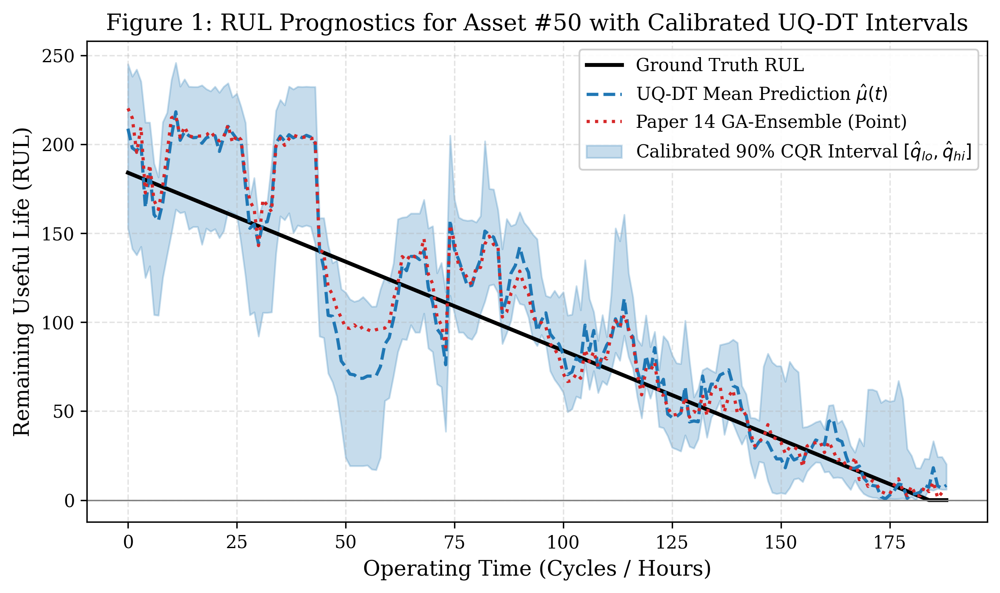 Figure 1: RUL Prognostics for Asset #50 with Calibrated UQ-DT Intervals
Ground Truth RUL
UQ-DT Mean Prediction μ̂(t)
Paper 14 GA-Ensemble (Point)
Calibrated 90% CQR Interval [q̂lo, q̂hi]
Remaining Useful Life (RUL)
250
200
150
100
50
0
0 25 50 75 100 125 150 175
Operating Time (Cycles / Hours)